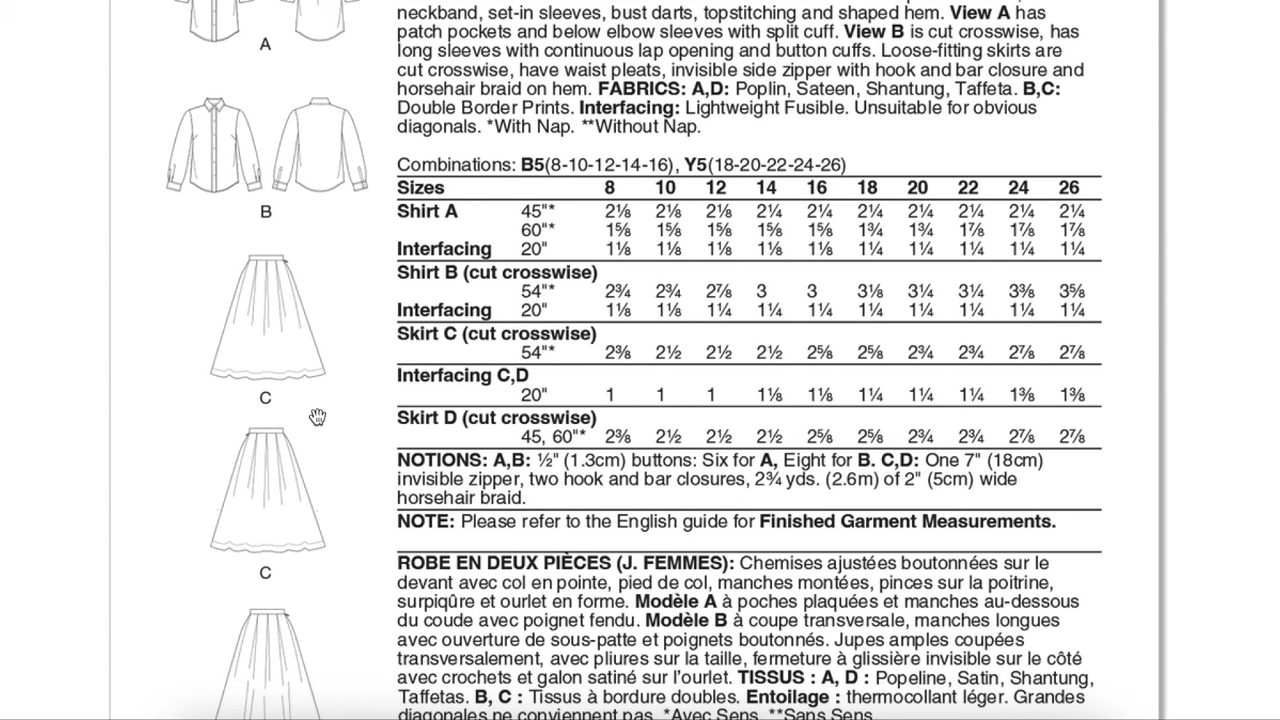 A
B
C
C
neckband, set-in sleeves, bust darts, topstitching and shaped hem. View A has
patch pockets and below elbow sleeves with split cuff. View B is cut crosswise, has
long sleeves with continuous lap opening and button cuffs. Loose-fitting skirts are
cut crosswise, have waist pleats, invisible side zipper with hook and bar closure and
horsehair braid on hem. FABRICS: A,D: Poplin, Sateen, Shantung, Taffeta. B,C:
Double Border Prints. Interfacing: Lightweight Fusible. Unsuitable for obvious
diagonals. *With Nap. **Without Nap.
Combinations: B5(8-10-12-14-16), Y5(18-20-22-24-26)
Sizes 8 10 12 14 16 18 20 22 24 26
Shirt A 45"* 2⅛ 2⅛ 2⅛ 2¼ 2¼ 2¼ 2¼ 2¼ 2¼ 2¼
60"* 1⅝ 1⅝ 1⅝ 1⅝ 1⅝ 1¾ 1¾ 1⅞ 1⅞ 1⅞
Interfacing 20" 1⅛ 1⅛ 1⅛ 1⅛ 1⅛ 1¼ 1¼ 1¼ 1¼ 1¼
Shirt B (cut crosswise)
54"* 2¾ 2¾ 2⅞ 3 3 3⅛ 3¼ 3¼ 3⅜ 3⅝
Interfacing 20" 1⅛ 1⅛ 1¼ 1¼ 1¼ 1¼ 1¼ 1¼ 1¼ 1¼
Skirt C (cut crosswise)
54"* 2⅜ 2½ 2½ 2½ 2⅝ 2⅝ 2¾ 2¾ 2⅞ 2⅞
Interfacing C,D
20" 1 1 1 1⅛ 1⅛ 1¼ 1¼ 1¼ 1⅜ 1⅜
Skirt D (cut crosswise)
45, 60"* 2⅜ 2½ 2½ 2½ 2⅝ 2⅝ 2¾ 2¾ 2⅞ 2⅞
NOTIONS: A,B: ½" (1.3cm) buttons: Six for A, Eight for B. C,D: One 7" (18cm)
invisible zipper, two hook and bar closures, 2¾ yds. (2.6m) of 2" (5cm) wide
horsehair braid.
NOTE: Please refer to the English guide for Finished Garment Measurements.
ROBE EN DEUX PIÈCES (J. FEMMES): Chemises ajustées boutonnées sur le
devant avec col en pointe, pied de col, manches montées, pinces sur la poitrine,
surpiqûre et ourlet en forme. Modèle A à poches plaquées et manches au-dessous
du coude avec poignet fendu. Modèle B à coupe transversale, manches longues
avec ouverture de sous-patte et poignets boutonnés. Jupes amples coupées
transversalement, avec pliures sur la taille, fermeture à glissière invisible sur le côté
avec crochets et galon satiné sur l'ourlet. TISSUS : A, D : Popeline, Satin, Shantung,
Taffetas. B, C : Tissus à bordure doubles. Entoilage : thermocollant léger. Grandes
diagonales ne conviennent pas. *Avec Sens. **Sans Sens.